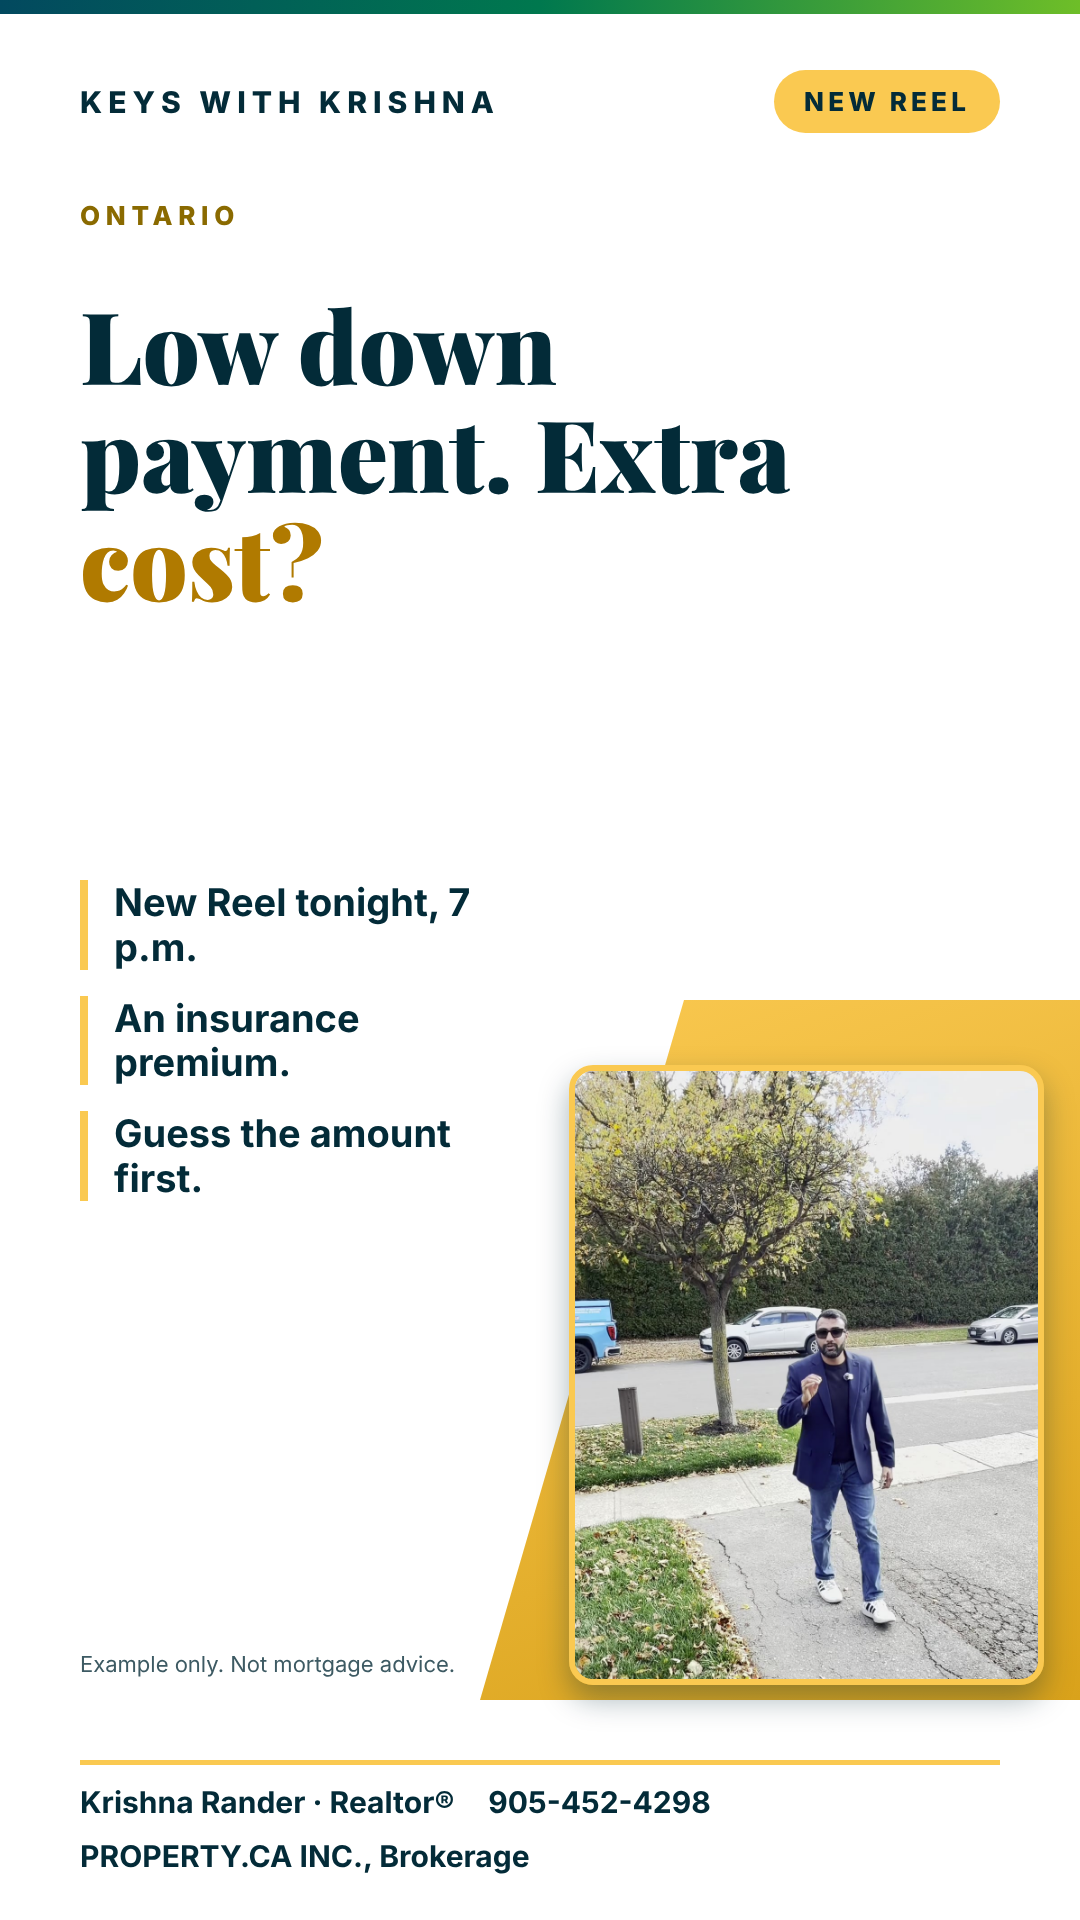 KEYS WITH KRISHNA
NEW REEL
ONTARIO
Low down
payment. Extra
cost?
New Reel tonight, 7
p.m.
An insurance
premium.
Guess the amount
first.
Example only. Not mortgage advice.
Krishna Rander · Realtor® 905-452-4298
PROPERTY.CA INC., Brokerage